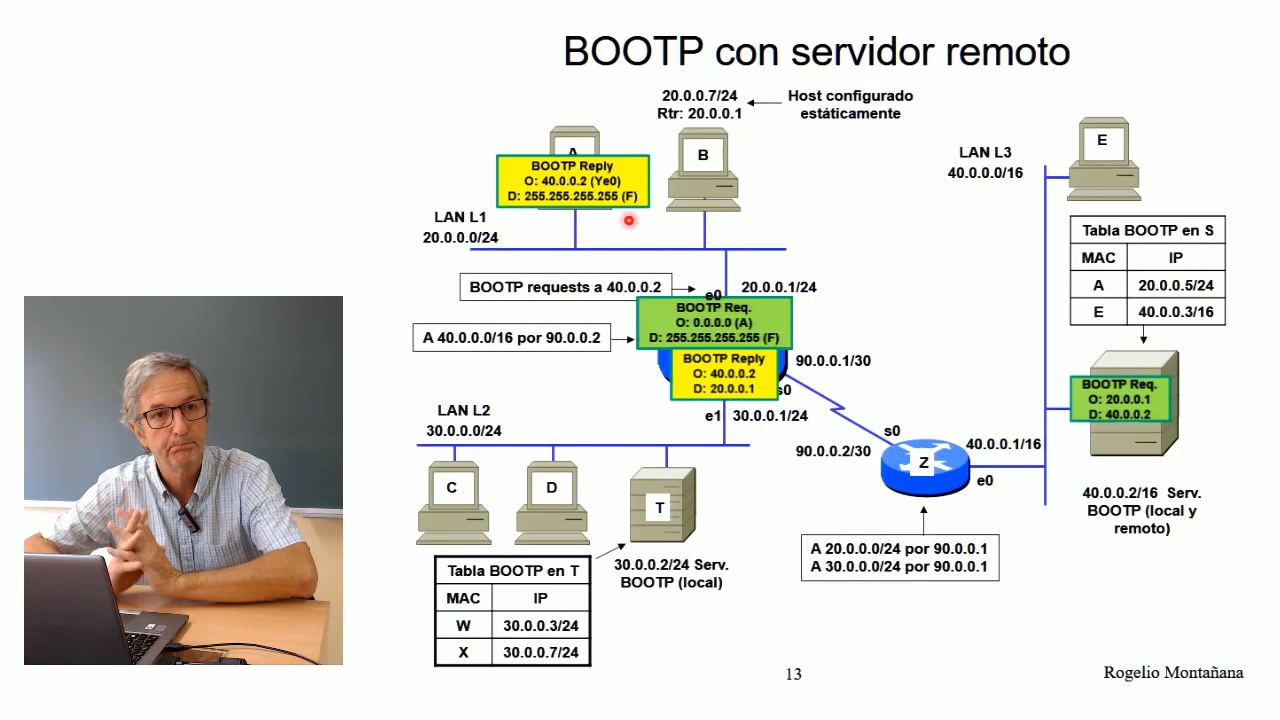 BOOTP con servidor remoto
20.0.0.7/24
Rtr: 20.0.0.1
Host configurado
estáticamente
A
BOOTP Reply
O: 40.0.0.2 (Ye0)
D: 255.255.255.255 (F)
B
LAN L1
20.0.0.0/24
LAN L3
40.0.0.0/16
E
Tabla BOOTP en S
MAC IP
A 20.0.0.5/24
E 40.0.0.3/16
BOOTP requests a 40.0.0.2
e0
20.0.0.1/24
BOOTP Req.
O: 0.0.0.0 (A)
D: 255.255.255.255 (F)
A 40.0.0.0/16 por 90.0.0.2
BOOTP Reply
O: 40.0.0.2
D: 20.0.0.1
90.0.0.1/30
s0
e1
30.0.0.1/24
BOOTP Req.
O: 20.0.0.1
D: 40.0.0.2
LAN L2
30.0.0.0/24
s0
90.0.0.2/30
Z
40.0.0.1/16
e0
C
D
T
40.0.0.2/16 Serv.
BOOTP (local y
remoto)
A 20.0.0.0/24 por 90.0.0.1
A 30.0.0.0/24 por 90.0.0.1
30.0.0.2/24 Serv.
BOOTP (local)
Tabla BOOTP en T
MAC IP
W 30.0.0.3/24
X 30.0.0.7/24
13
Rogelio Montañana